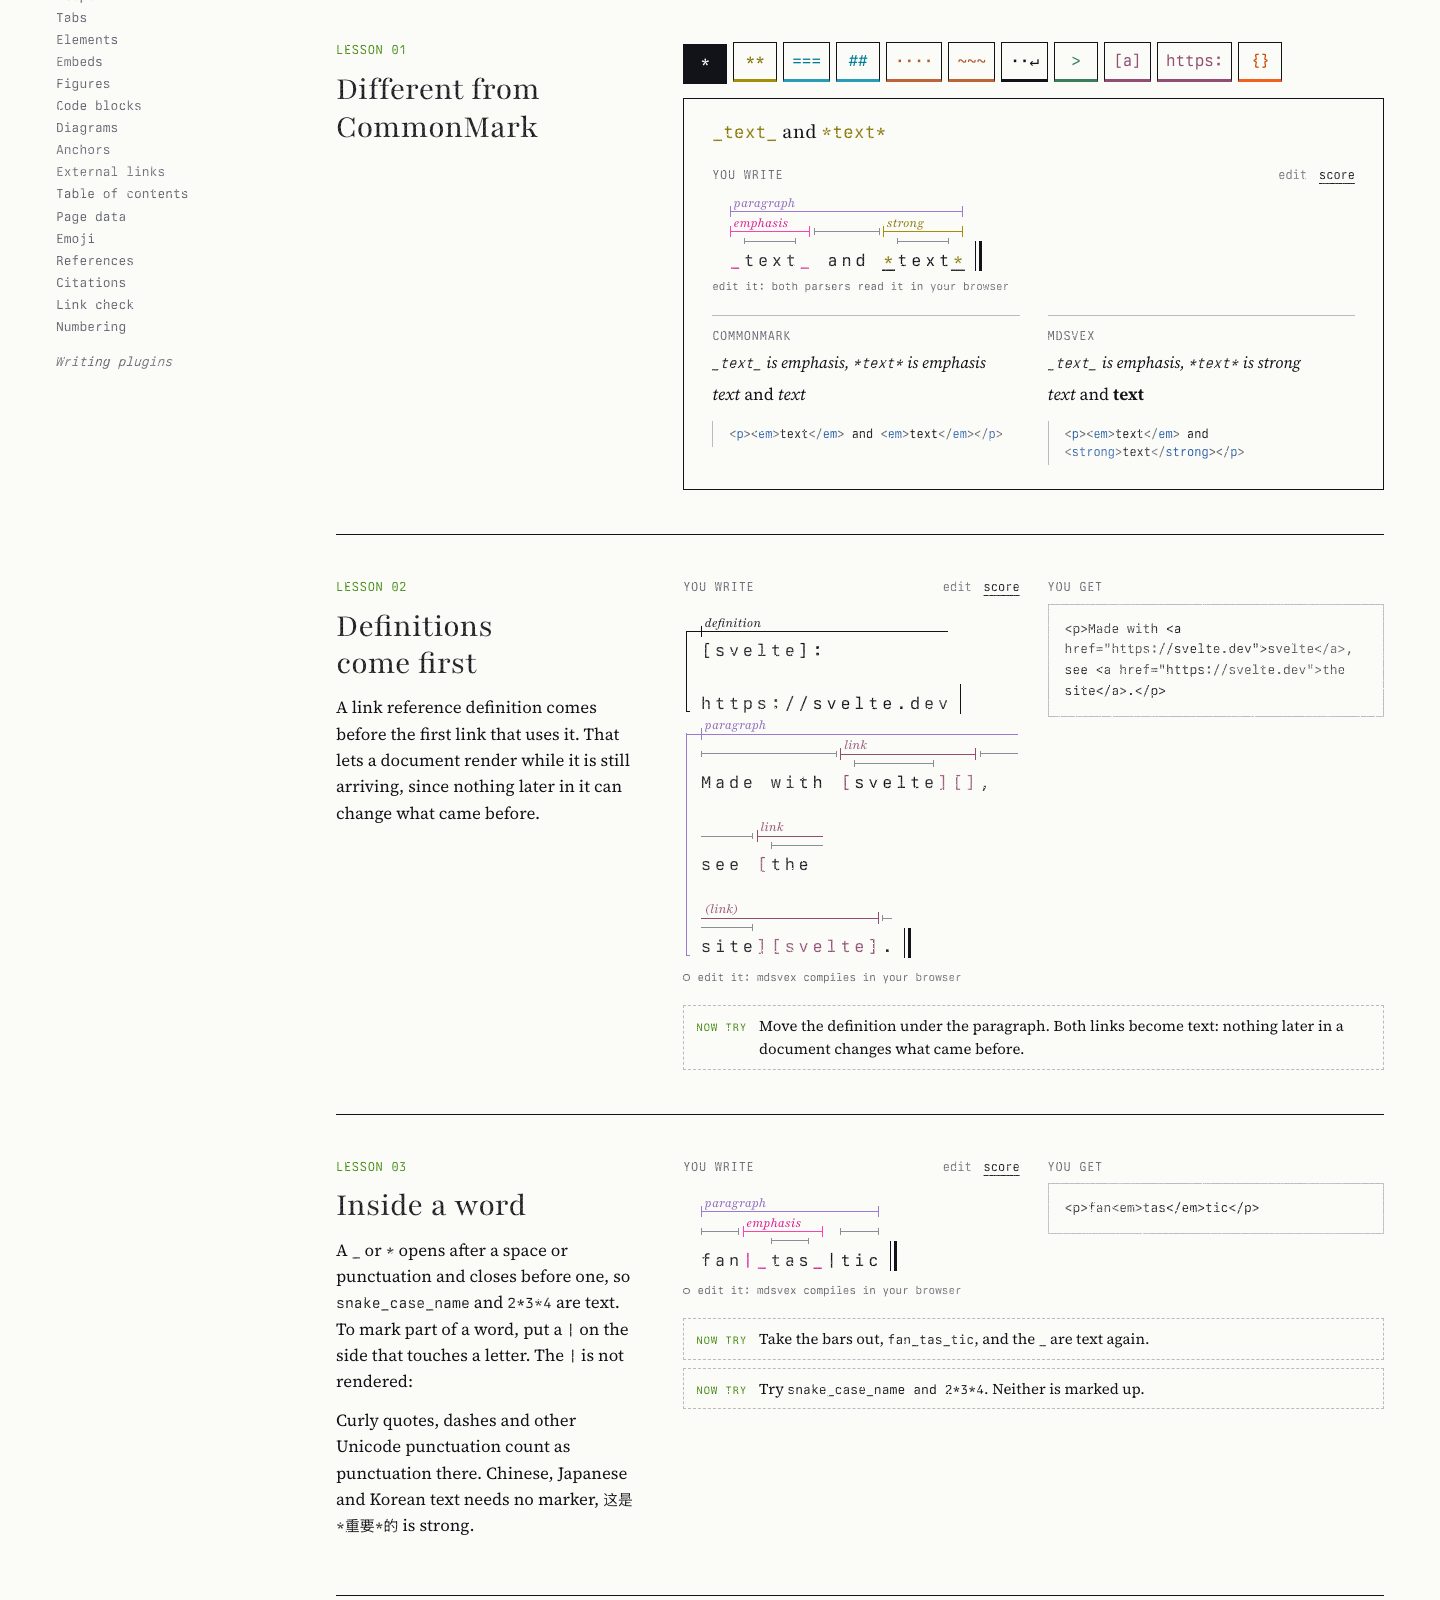 Tabs
Elements
Embeds
Figures
Code blocks
Diagrams
Anchors
External links
Table of contents
Page data
Emoji
References
Citations
Link check
Numbering
Writing plugins
LESSON 01
Different from
CommonMark
* ** === ## ···· ~~~ ··↵ > [a] https: {}
_text_ and *text*
YOU WRITE edit score
paragraph
emphasis strong
_text_ and *text*
edit it: both parsers read it in your browser
COMMONMARK
_text_ is emphasis, *text* is emphasis
text and text
<p><em>text</em> and <em>text</em></p>
MDSVEX
_text_ is emphasis, *text* is strong
text and text
<p><em>text</em> and
<strong>text</strong></p>
LESSON 02
Definitions
come first
A link reference definition comes
before the first link that uses it. That
lets a document render while it is still
arriving, since nothing later in it can
change what came before.
YOU WRITE edit score
definition
[svelte]:
https://svelte.dev
paragraph
link
Made with [svelte][],
link
see [the
(link)
site][svelte].
edit it: mdsvex compiles in your browser
YOU GET
<p>Made with <a
href="https://svelte.dev">svelte</a>,
see <a href="https://svelte.dev">the
site</a>.</p>
NOW TRY Move the definition under the paragraph. Both links become text: nothing later in a
document changes what came before.
LESSON 03
Inside a word
A _ or * opens after a space or
punctuation and closes before one, so
snake_case_name and 2*3*4 are text.
To mark part of a word, put a | on the
side that touches a letter. The | is not
rendered:
Curly quotes, dashes and other
Unicode punctuation count as
punctuation there. Chinese, Japanese
and Korean text needs no marker, 这是
*重要*的 is strong.
YOU WRITE edit score
paragraph
emphasis
fan|_tas_|tic
edit it: mdsvex compiles in your browser
YOU GET
<p>fan<em>tas</em>tic</p>
NOW TRY Take the bars out, fan_tas_tic, and the _ are text again.
NOW TRY Try snake_case_name and 2*3*4. Neither is marked up.